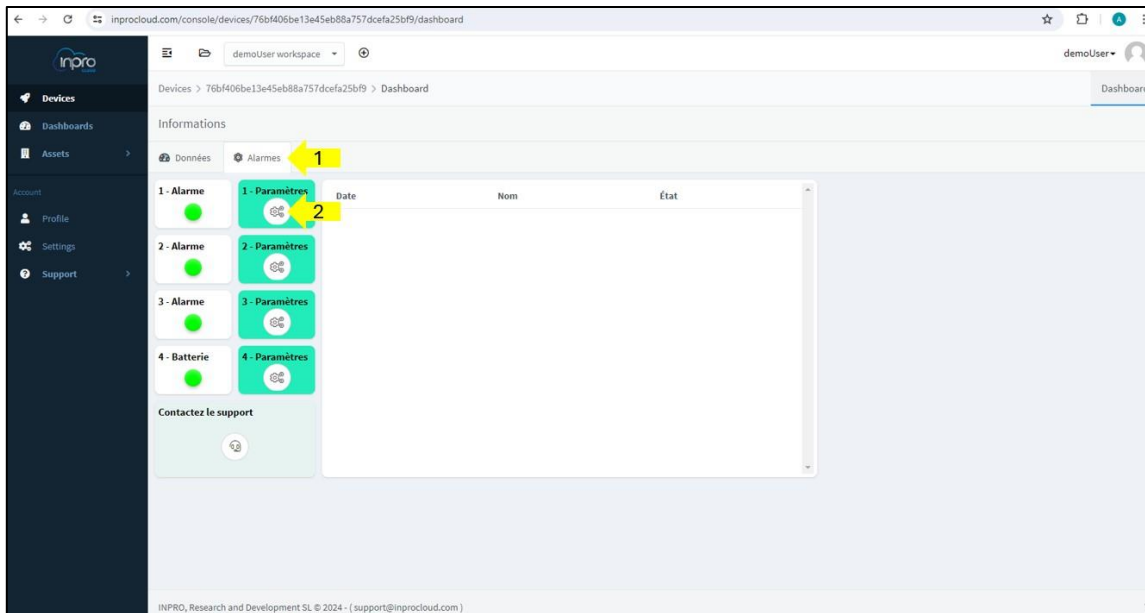 inprocloud.com/console/devices/76bf406be13e45eb88a757dcefa25bf9/dashboard
A
inpro
CLOUD
demoUser workspace
demoUser
Devices
Dashboards
Assets
Account
Profile
Settings
Support
Devices > 76bf406be13e45eb88a757dcefa25bf9 > Dashboard
Dashboard
Informations
Données
Alarmes
1
1 - Alarme
1 - Paramètres
2
2 - Alarme
2 - Paramètres
3 - Alarme
3 - Paramètres
4 - Batterie
4 - Paramètres
Contactez le support
Date Nom État
INPRO, Research and Development SL © 2024 - ( support@inprocloud.com )